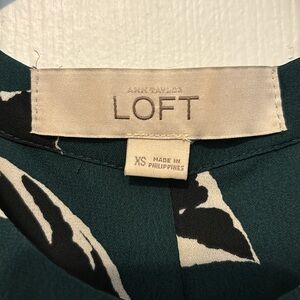 ANN TAYLOR
LOFT
XS MADE IN
PHILIPPINES